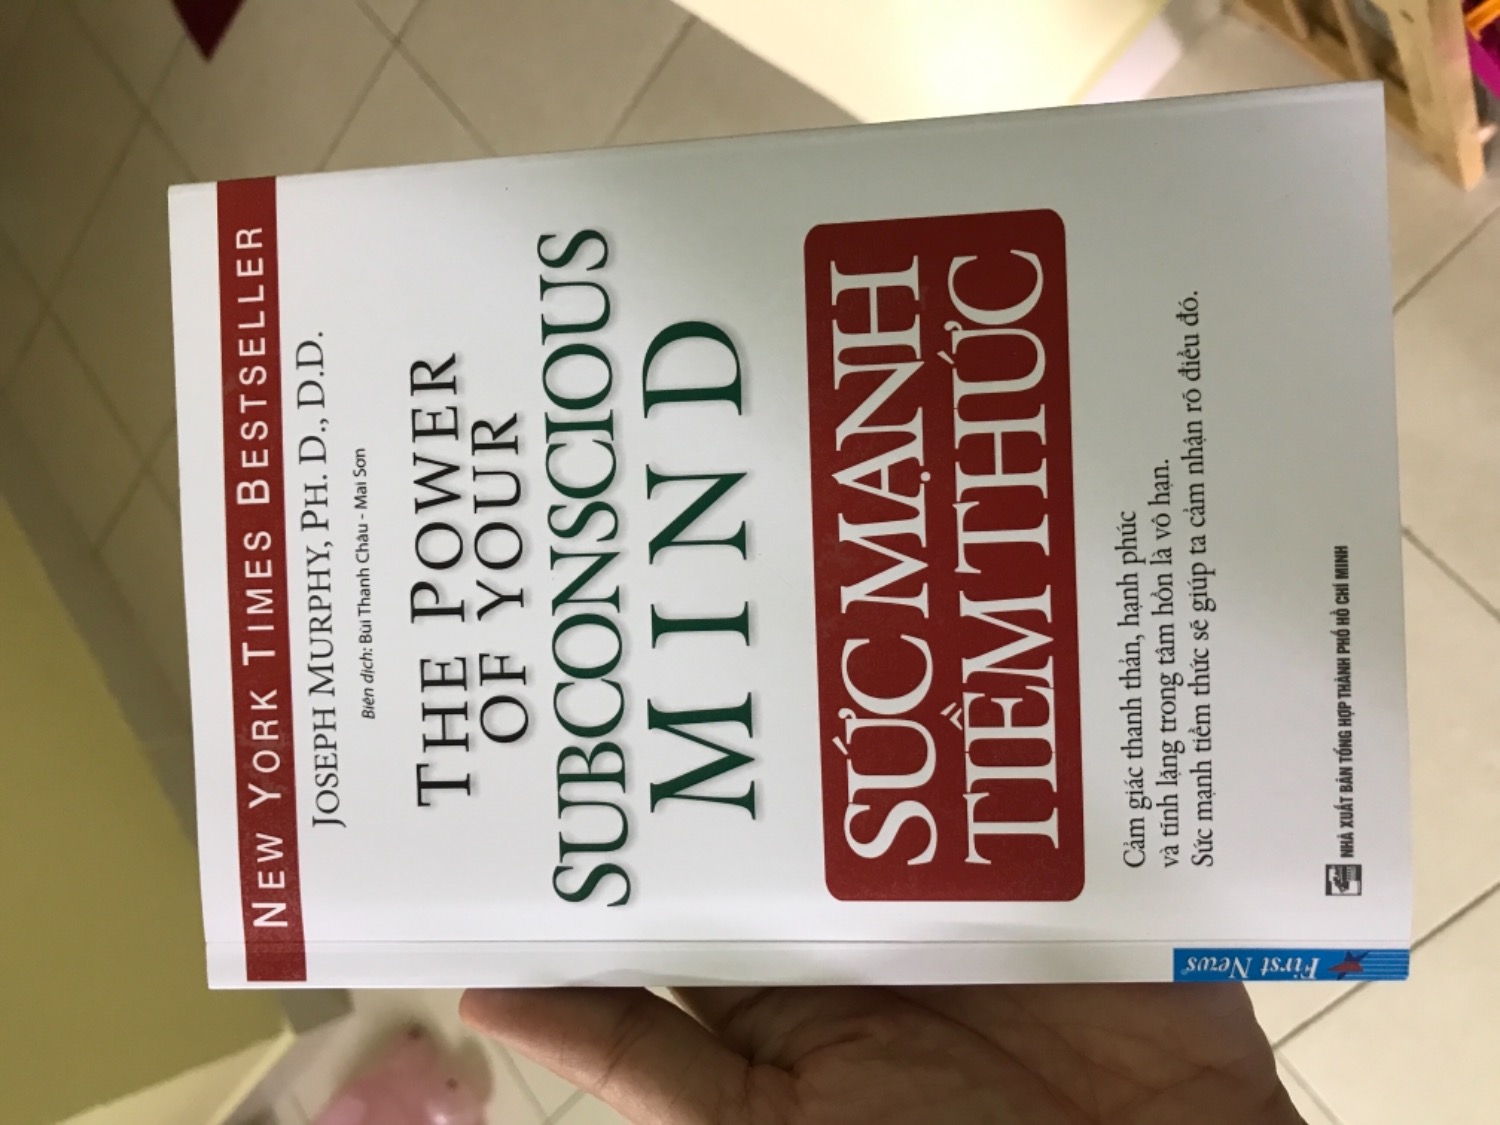 NEW YORK TIMES BESTSELLER
JOSEPH MURPHY, PH. D., D.D.
Biên dịch: Bùi Thanh Châu - Mai Sơn
THE POWER
OF YOUR
SUBCONSCIOUS
MIND
SỨC MẠNH
TIỀM THỨC
Cảm giác thanh thản, hạnh phúc
và tĩnh lặng trong tâm hồn là vô hạn.
Sức mạnh tiềm thức sẽ giúp ta cảm nhận rõ điều đó.
NHÀ XUẤT BẢN TỔNG HỢP THÀNH PHỐ HỒ CHÍ MINH
First News